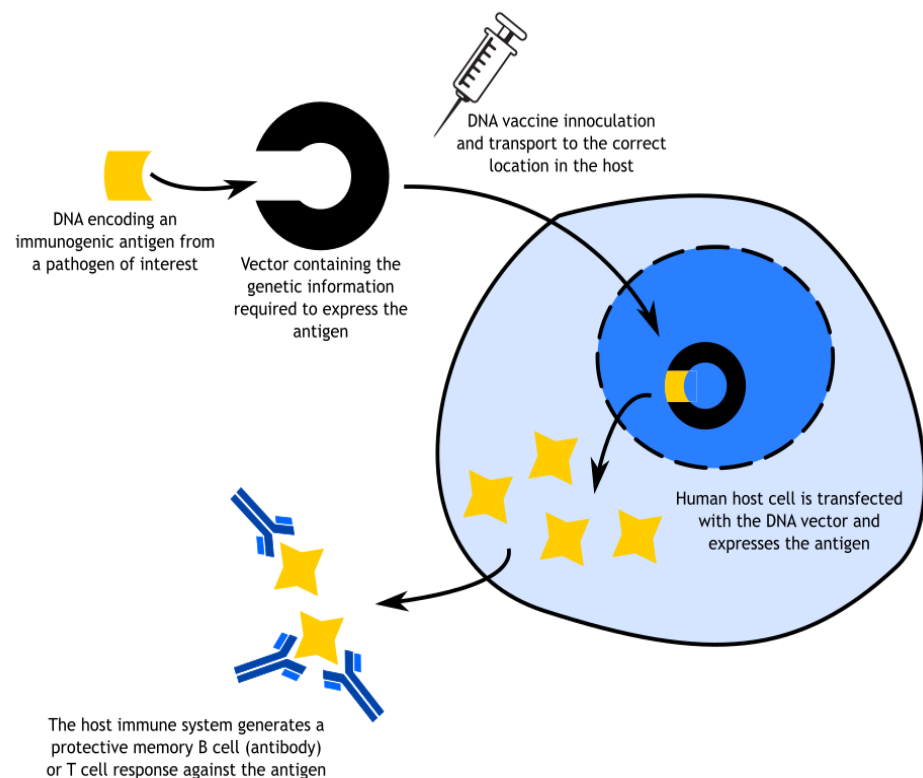 DNA vaccine innoculation
and transport to the correct
location in the host
DNA encoding an
immunogenic antigen from
a pathogen of interest
Vector containing the
genetic information
required to express the
antigen
Human host cell is transfected
with the DNA vector and
expresses the antigen
The host immune system generates a
protective memory B cell (antibody)
or T cell response against the antigen